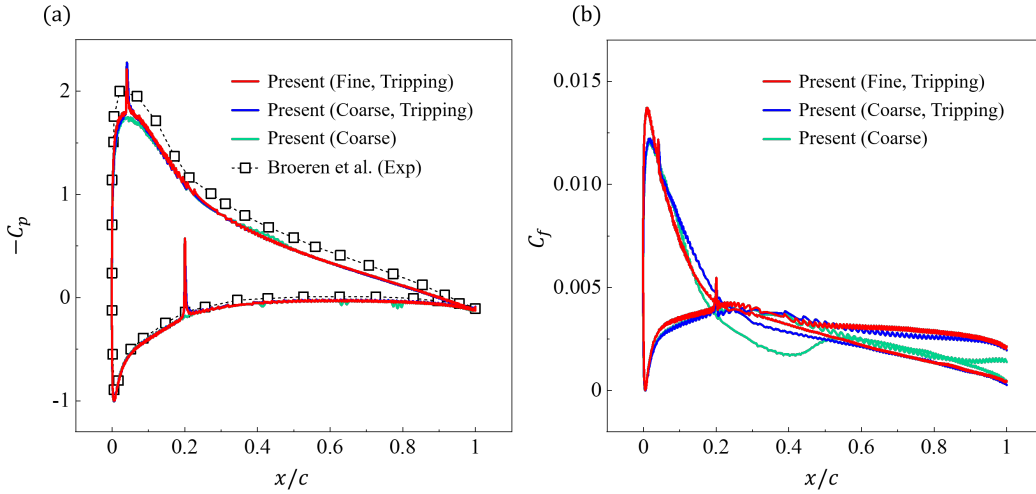 (a)
2
1
0
-1
−Cp
0
0.2
0.4
0.6
0.8
1
x/c
Present (Fine, Tripping)
Present (Coarse, Tripping)
Present (Coarse)
Broeren et al. (Exp)
(b)
0.015
0.010
0.005
0
Cf
0
0.2
0.4
0.6
0.8
1
x/c
Present (Fine, Tripping)
Present (Coarse, Tripping)
Present (Coarse)